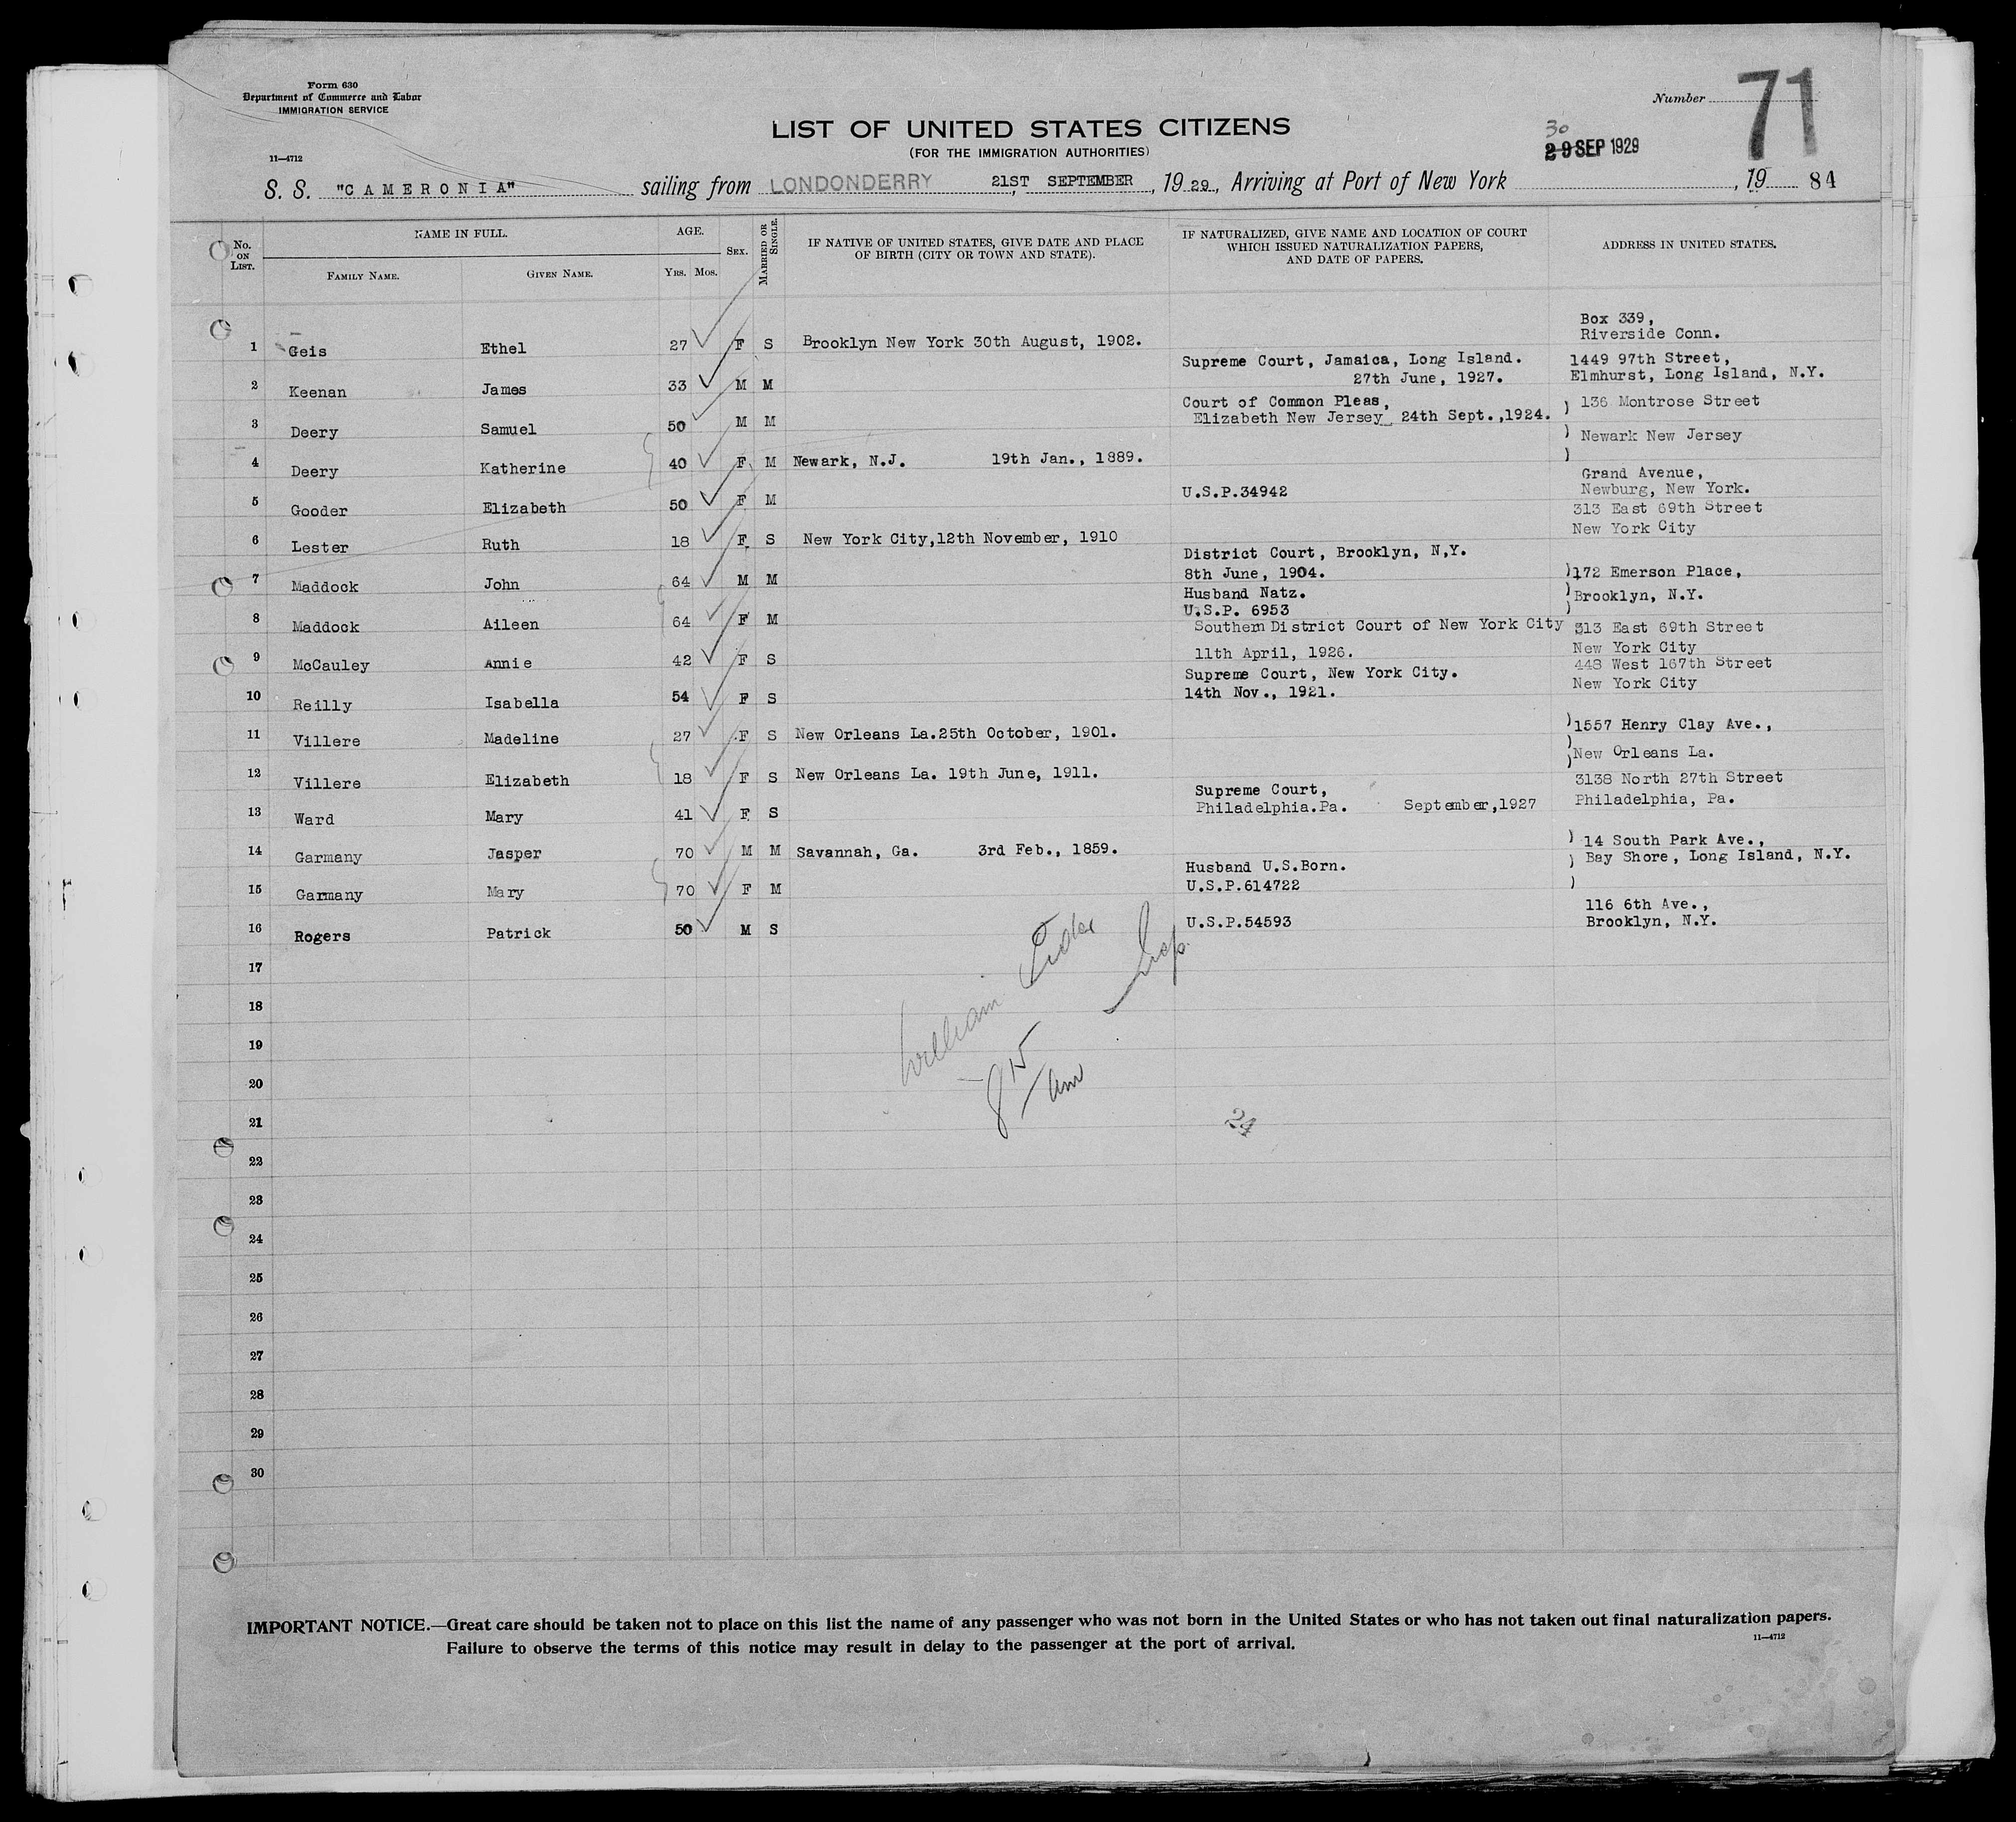 Form 630
Department of Commerce and Labor
IMMIGRATION SERVICE
11—4712
Number 71
LIST OF UNITED STATES CITIZENS
(FOR THE IMMIGRATION AUTHORITIES)
30
29 SEP 1929
S. S. "CAMERONIA" sailing from LONDONDERRY 21ST SEPTEMBER, 1929, Arriving at Port of New York , 19 84
No. ON LIST. NAME IN FULL. FAMILY NAME. GIVEN NAME. AGE. YRS. MOS. SEX. MARRIED OR SINGLE. IF NATIVE OF UNITED STATES, GIVE DATE AND PLACE OF BIRTH (CITY OR TOWN AND STATE). IF NATURALIZED, GIVE NAME AND LOCATION OF COURT WHICH ISSUED NATURALIZATION PAPERS, AND DATE OF PAPERS. ADDRESS IN UNITED STATES.
1 Geis Ethel 27 F S Brooklyn New York 30th August, 1902. Box 339, Riverside Conn.
2 Keenan James 33 M M Supreme Court, Jamaica, Long Island. 27th June, 1927. 1449 97th Street, Elmhurst, Long Island, N.Y.
3 Deery Samuel 50 M M Court of Common Pleas, Elizabeth New Jersey 24th Sept.,1924. ) 136 Montrose Street
4 Deery Katherine 40 F M Newark, N.J. 19th Jan., 1889. ) Newark New Jersey )
5 Gooder Elizabeth 50 F M U.S.P.34942 Grand Avenue, Newburg, New York.
6 Lester Ruth 18 F S New York City,12th November, 1910 313 East 69th Street New York City
7 Maddock John 64 M M District Court, Brooklyn, N,Y. 8th June, 1904. )172 Emerson Place,
8 Maddock Aileen 64 F M Husband Natz. U.S.P. 6953 )Brooklyn, N.Y. )
9 McCauley Annie 42 F S Southern District Court of New York City 11th April, 1926. 313 East 69th Street New York City
10 Reilly Isabella 54 F S Supreme Court, New York City. 14th Nov., 1921. 448 West 167th Street New York City
11 Villere Madeline 27 F S New Orleans La.25th October, 1901. )1557 Henry Clay Ave.,
12 Villere Elizabeth 18 F S New Orleans La. 19th June, 1911. ) )New Orleans La.
13 Ward Mary 41 F S Supreme Court, Philadelphia.Pa. September,1927 3138 North 27th Street Philadelphia, Pa.
14 Garmany Jasper 70 M M Savannah, Ga. 3rd Feb., 1859. ) 14 South Park Ave.,
15 Garmany Mary 70 F M Husband U.S.Born. U.S.P.614722 ) Bay Shore, Long Island, N.Y. )
16 Rogers Patrick 50 M S U.S.P.54593 116 6th Ave., Brooklyn, N.Y.
17
18
19
20
21
22
23
24
25
26
27
28
29
30
William
Insp.
8 15 am
24
IMPORTANT NOTICE.—Great care should be taken not to place on this list the name of any passenger who was not born in the United States or who has not taken out final naturalization papers.
Failure to observe the terms of this notice may result in delay to the passenger at the port of arrival.
11—4712